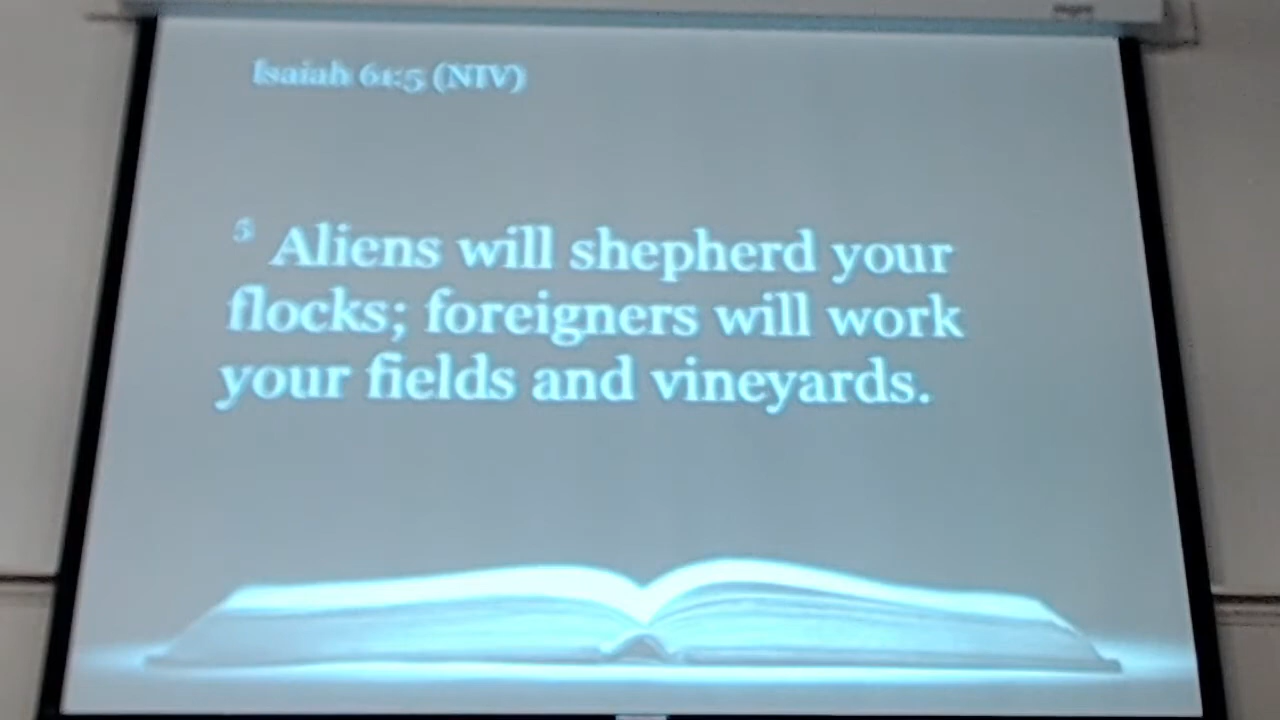 Isaiah 61:5 (NIV)
5 Aliens will shepherd your
flocks; foreigners will work
your fields and vineyards.